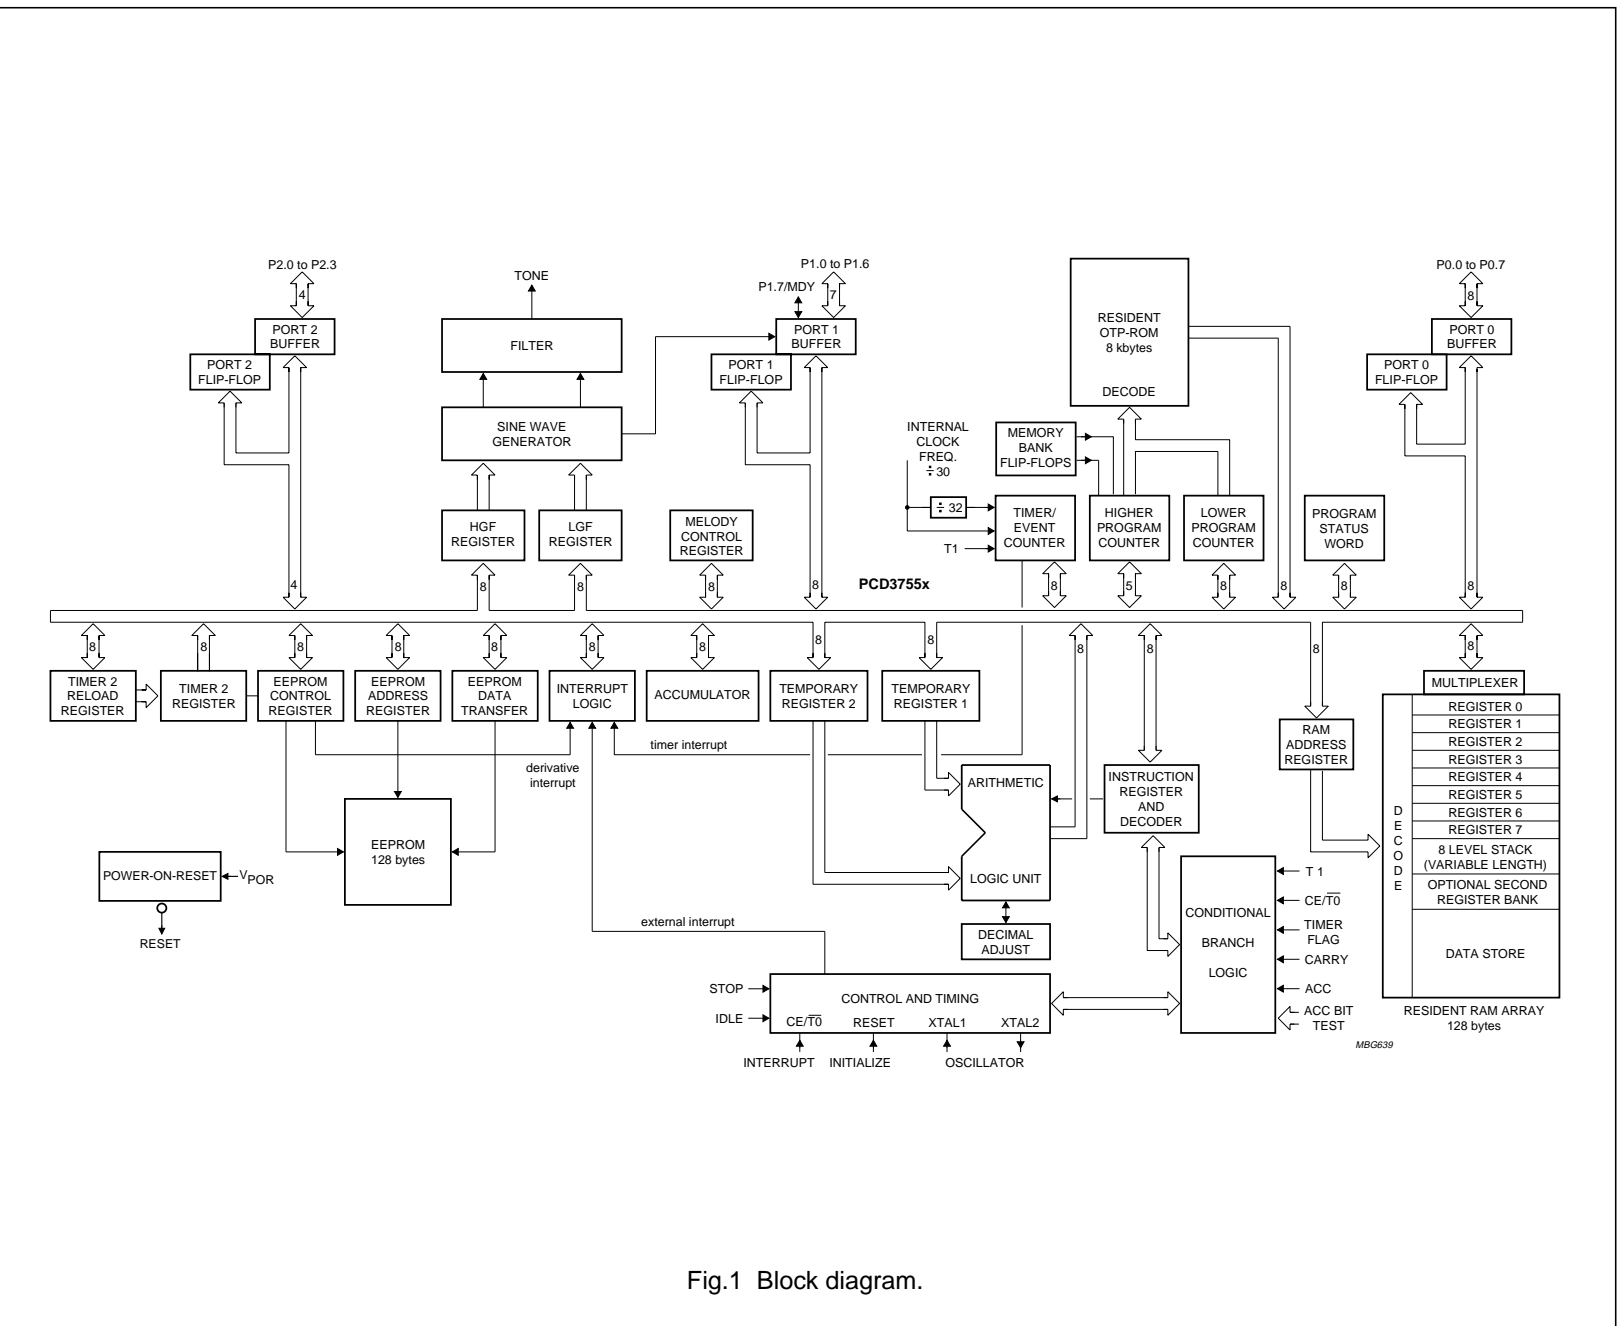 P2.0 to P2.3
4
PORT 2
BUFFER
PORT 2
FLIP-FLOP
4
TONE
FILTER
SINE WAVE
GENERATOR
HGF
REGISTER
8
LGF
REGISTER
8
P1.0 to P1.6
P1.7/MDY
7
PORT 1
BUFFER
PORT 1
FLIP-FLOP
8
MELODY
CONTROL
REGISTER
8
RESIDENT
OTP-ROM
8 kbytes
DECODE
INTERNAL
CLOCK
FREQ.
÷ 30
MEMORY
BANK
FLIP-FLOPS
÷ 32
T1
TIMER/
EVENT
COUNTER
8
HIGHER
PROGRAM
COUNTER
5
LOWER
PROGRAM
COUNTER
8
8
PROGRAM
STATUS
WORD
8
P0.0 to P0.7
8
PORT 0
BUFFER
PORT 0
FLIP-FLOP
8
PCD3755x
8
TIMER 2
RELOAD
REGISTER
8
TIMER 2
REGISTER
8
EEPROM
CONTROL
REGISTER
8
EEPROM
ADDRESS
REGISTER
8
EEPROM
DATA
TRANSFER
8
INTERRUPT
LOGIC
8
ACCUMULATOR
8
TEMPORARY
REGISTER 2
8
TEMPORARY
REGISTER 1
8
8
8
8
MULTIPLEXER
timer interrupt
derivative
interrupt
EEPROM
128 bytes
POWER-ON-RESET
VPOR
RESET
external interrupt
ARITHMETIC
LOGIC UNIT
DECIMAL
ADJUST
INSTRUCTION
REGISTER
AND
DECODER
RAM
ADDRESS
REGISTER
CONDITIONAL
BRANCH
LOGIC
T 1
CE/T̅0̅
TIMER
FLAG
CARRY
ACC
ACC BIT
TEST
DECODE
REGISTER 0
REGISTER 1
REGISTER 2
REGISTER 3
REGISTER 4
REGISTER 5
REGISTER 6
REGISTER 7
8 LEVEL STACK
(VARIABLE LENGTH)
OPTIONAL SECOND
REGISTER BANK
DATA STORE
RESIDENT RAM ARRAY
128 bytes
STOP
IDLE
CONTROL AND TIMING
CE/T̅0̅ RESET XTAL1 XTAL2
INTERRUPT INITIALIZE OSCILLATOR
MBG639
Fig.1 Block diagram.